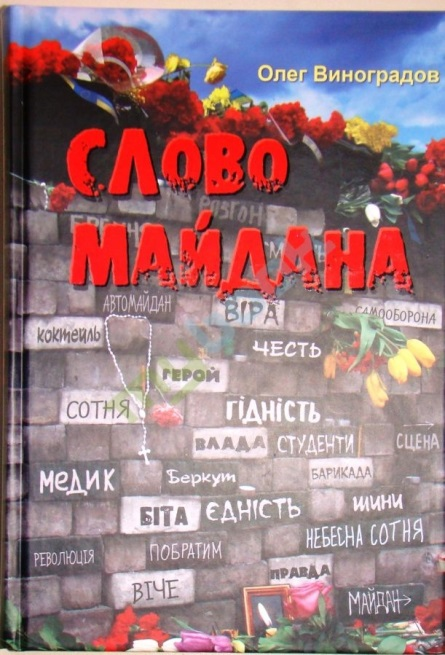 Олег Виноградов
СЛОВО
РОЗГОН
МАЙДАНА
АВТОМАЙДАН
ВІРА
САМООБОРОНА
КОКТЕЙЛЬ
ЧЕСТЬ
ГЕРОЙ
СОТНЯ
ГІДНІСТЬ
ВЛАДА
СТУДЕНТИ
СЦЕНА
МЕДИК
Беркут
БАРИКАДА
БІТА
ЄДНІСТЬ
ШИНИ
НЕБЕСНА СОТНЯ
РЕВОЛЮЦІЯ
ПОБРАТИМ
ПРАВДА
ВІЧЕ
МАЙДАН→